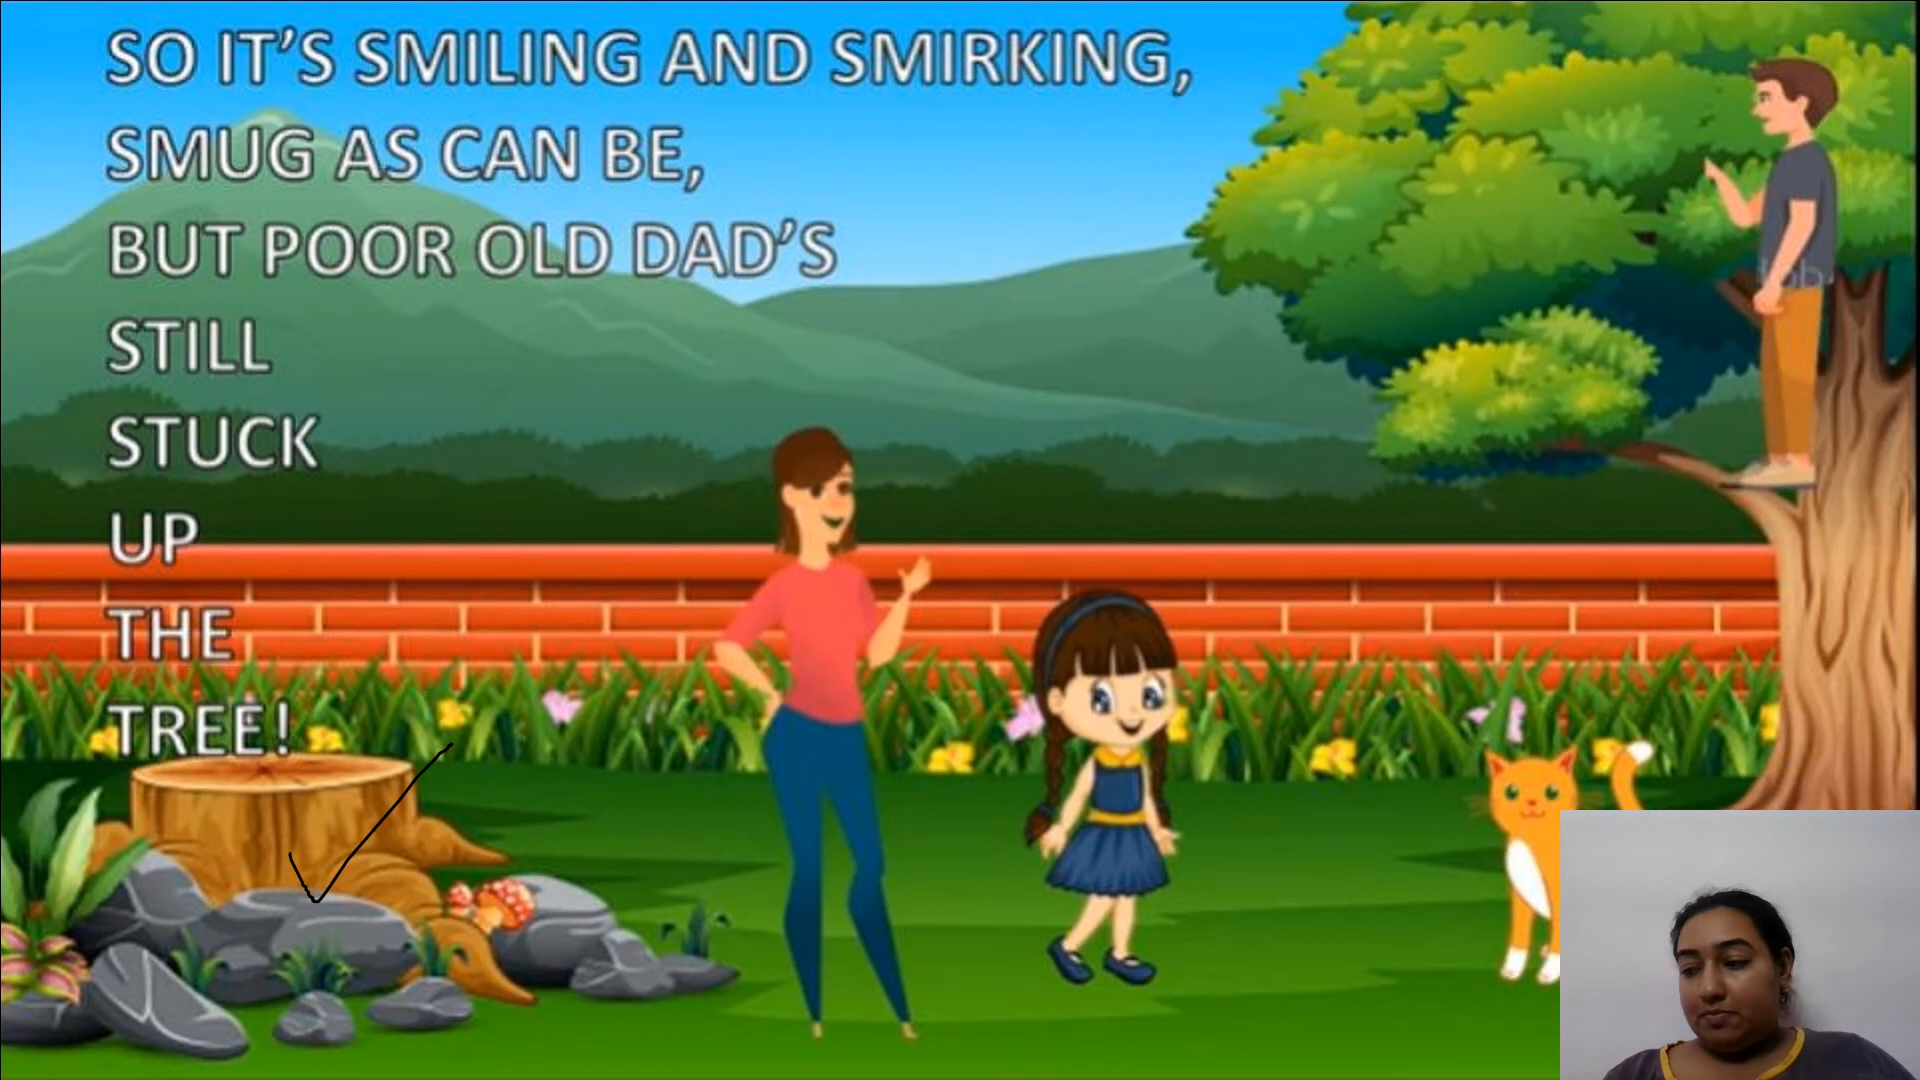 SO IT'S SMILING AND SMIRKING,
SMUG AS CAN BE,
BUT POOR OLD DAD'S
STILL
STUCK
UP
THE
TREE!